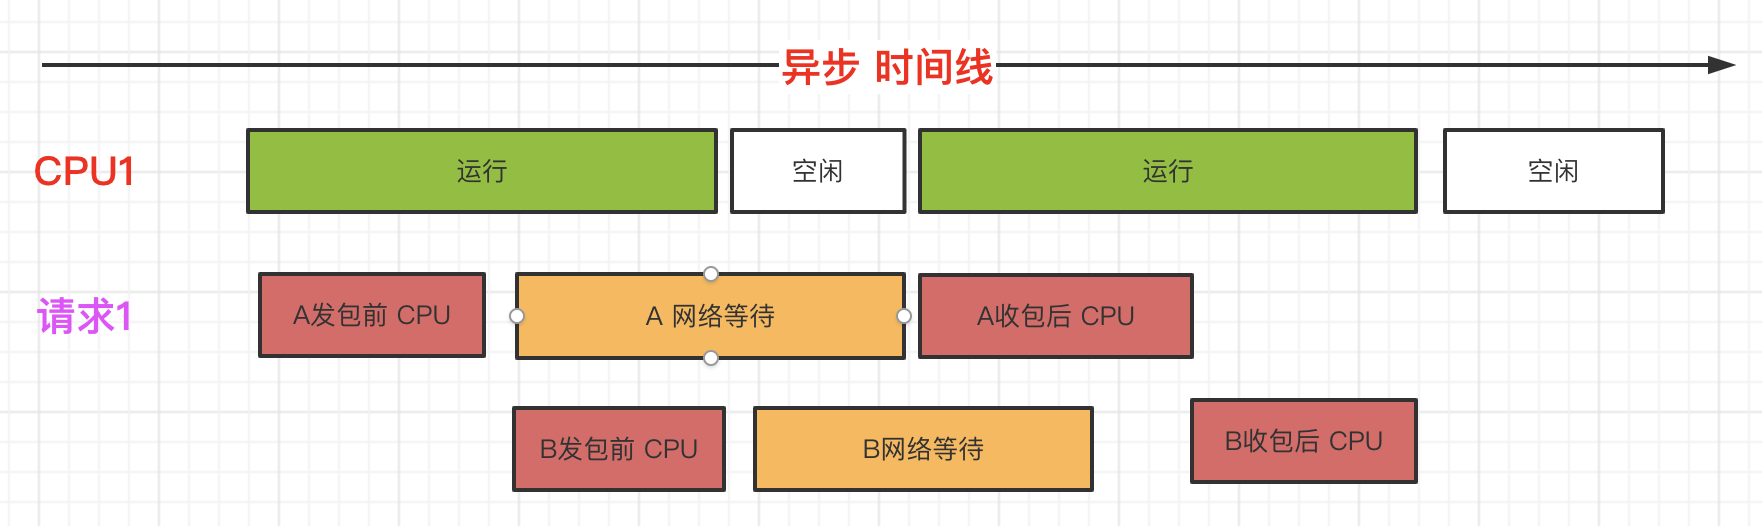 异步 时间线
CPU1
运行
空闲
运行
空闲
请求1
A发包前 CPU
A 网络等待
A收包后 CPU
B发包前 CPU
B网络等待
B收包后 CPU